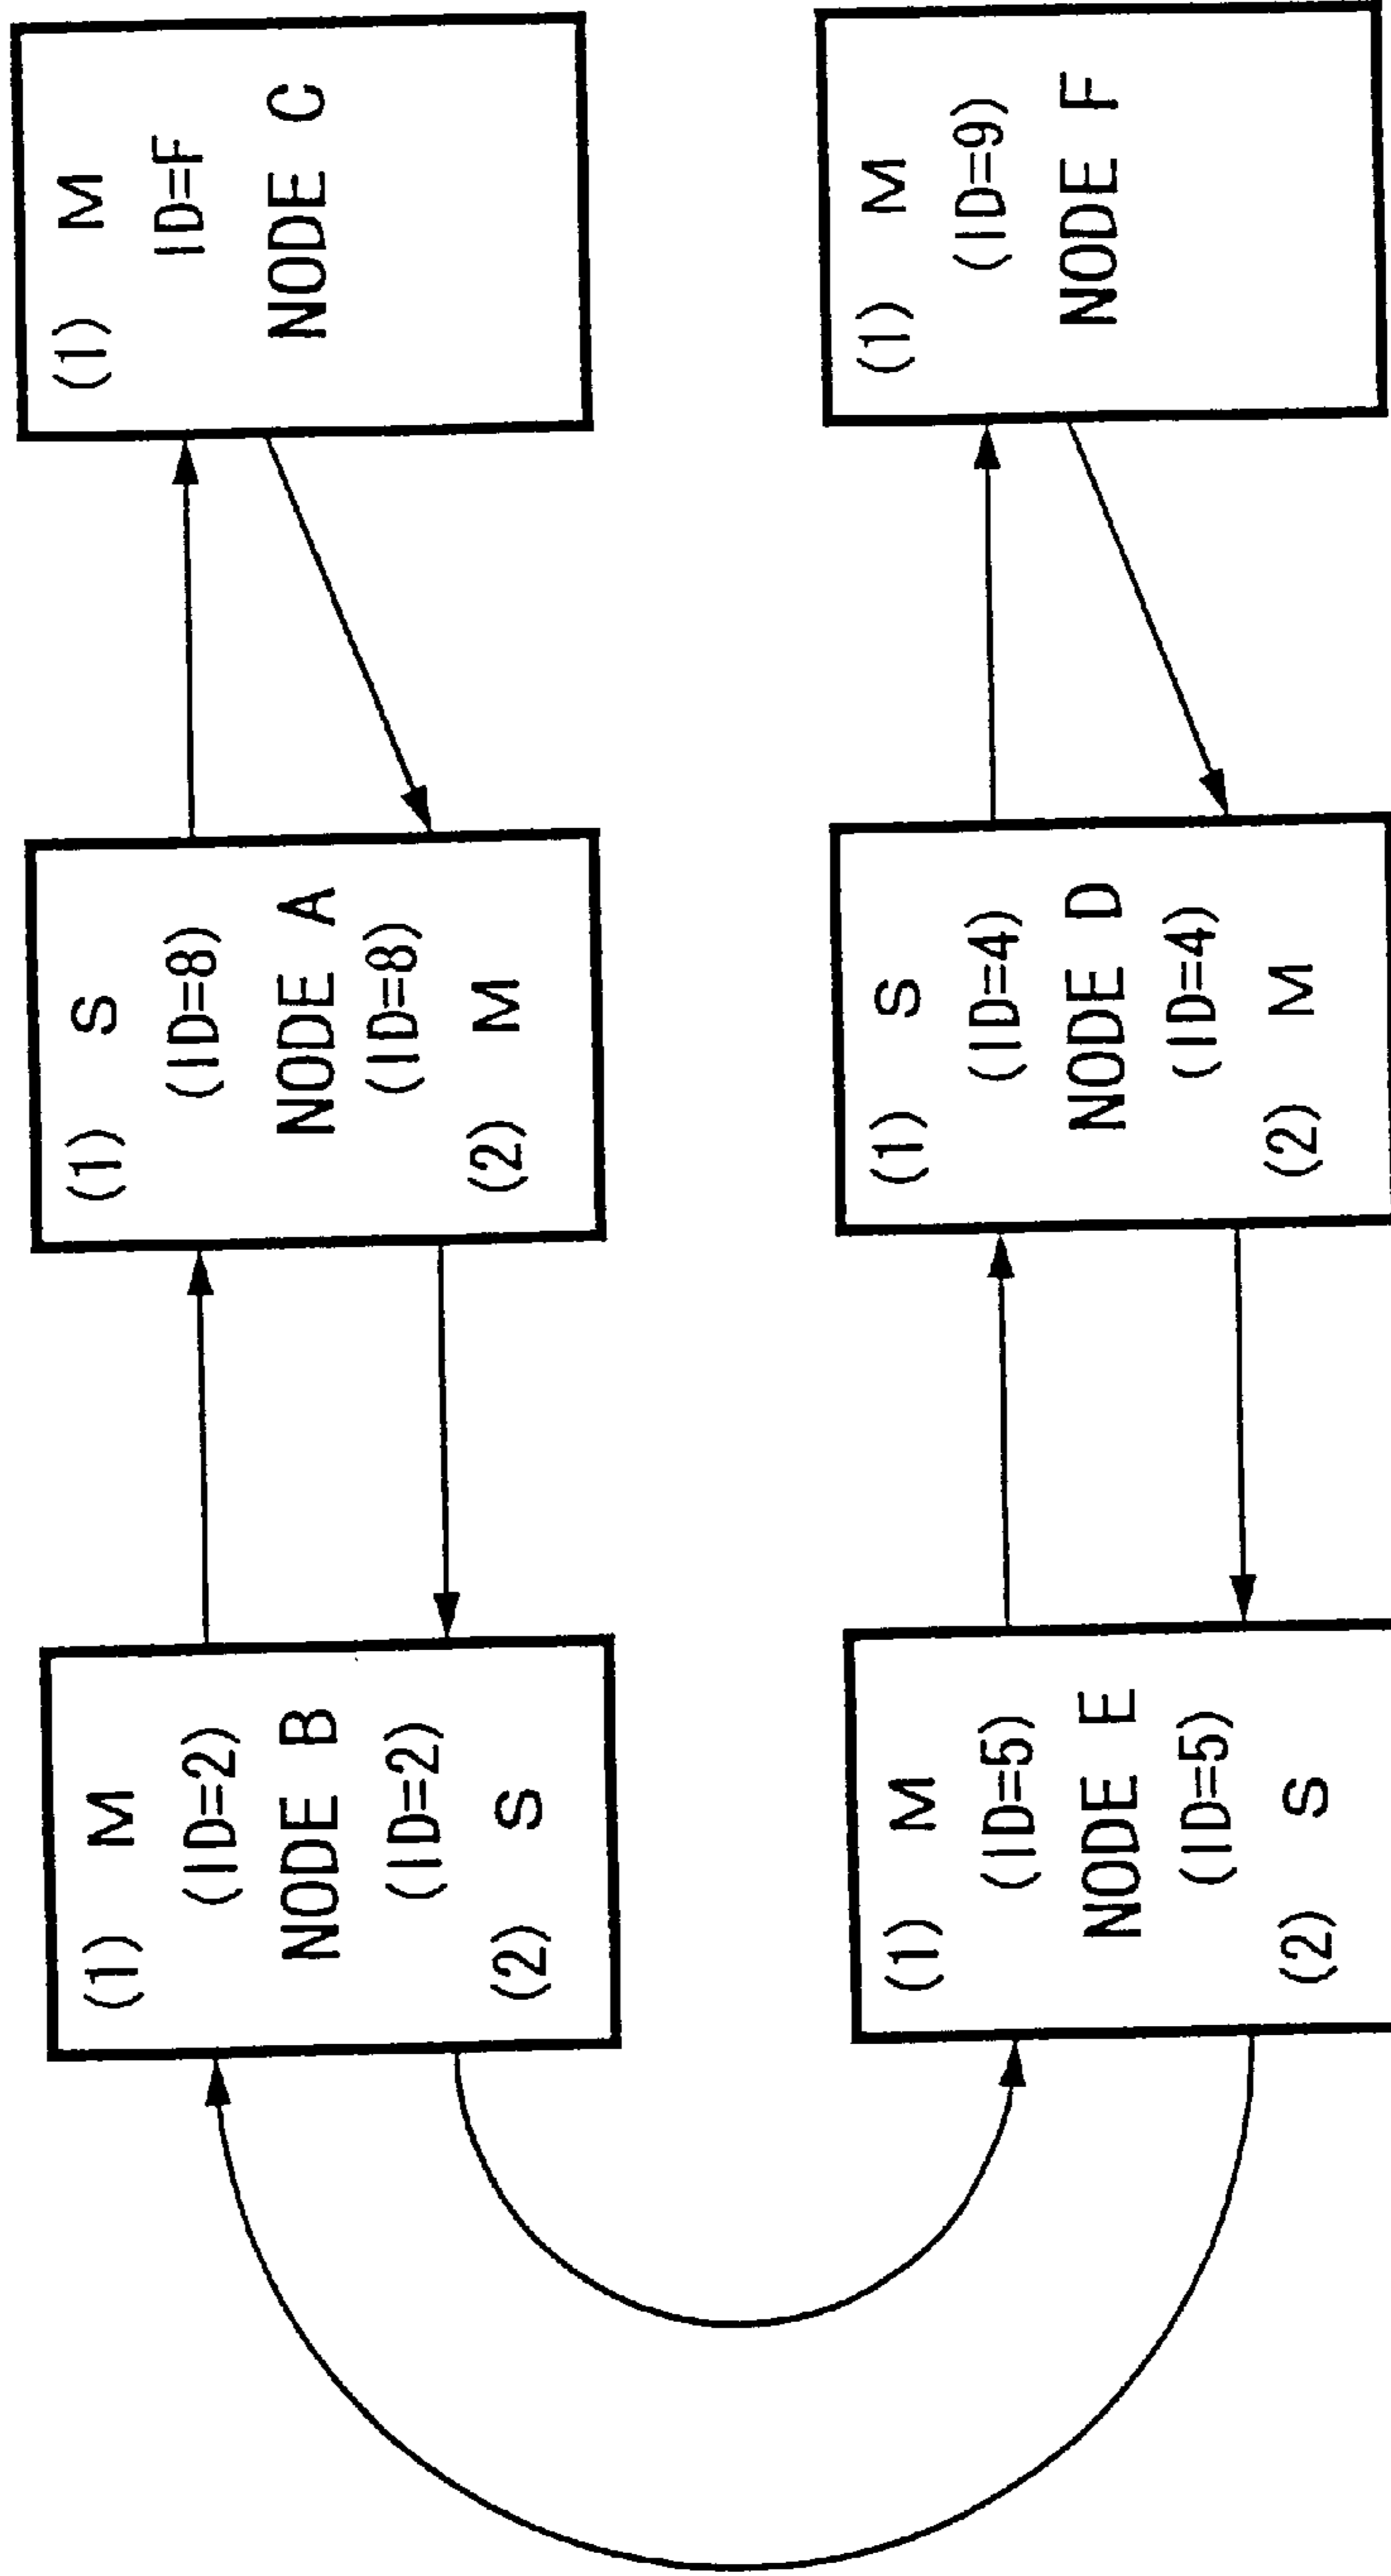 (1) M
(ID=2)
NODE B
(ID=2)
(2) S
(1) S
(ID=8)
NODE A
(ID=8)
(2) M
(1) M
ID=F
NODE C
(1) M
(ID=5)
NODE E
(ID=5)
(2) S
(1) S
(ID=4)
NODE D
(ID=4)
(2) M
(1) M
(ID=9)
NODE F